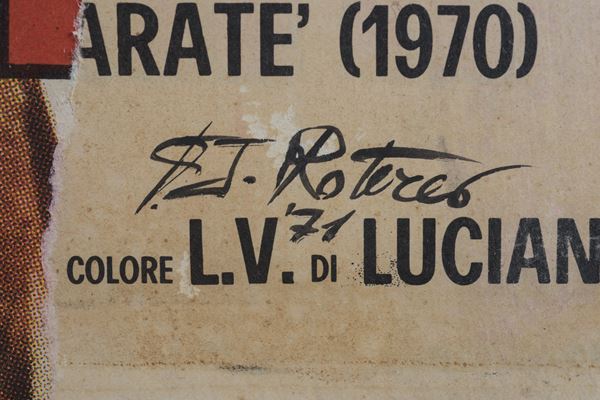 ARATE' (1970)
'71
COLORE L.V. DI LUCIAN